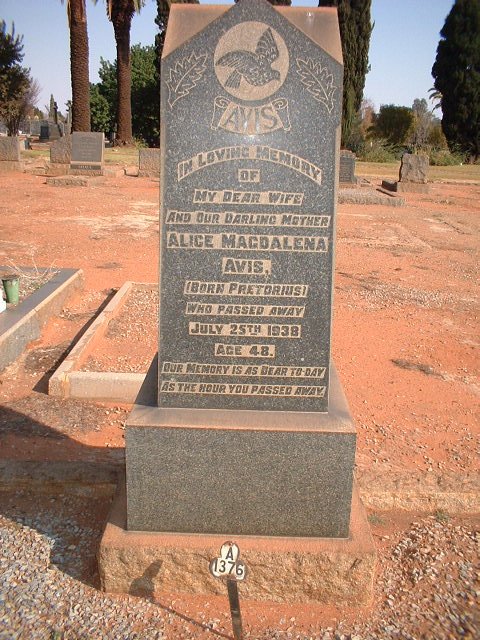 AVIS
IN LOVING MEMORY
OF
MY DEAR WIFE
AND OUR DARLING MOTHER
ALICE MAGDALENA
AVIS,
(BORN PRETORIUS)
WHO PASSED AWAY
JULY 25TH 1938
AGE 48.
OUR MEMORY IS AS DEAR TO-DAY
AS THE HOUR YOU PASSED AWAY.
A
1376